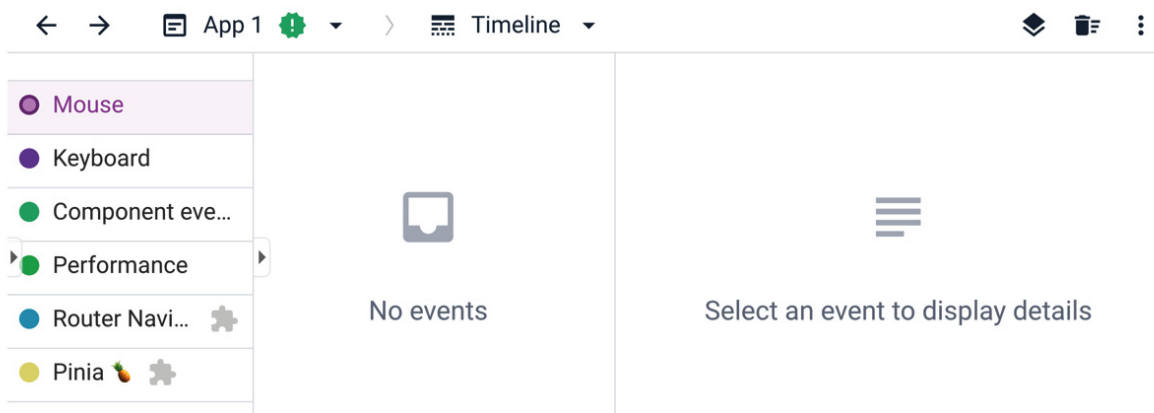 App 1 Timeline
Mouse
Keyboard
Component eve...
Performance
Router Navi...
Pinia 🍍
No events
Select an event to display details